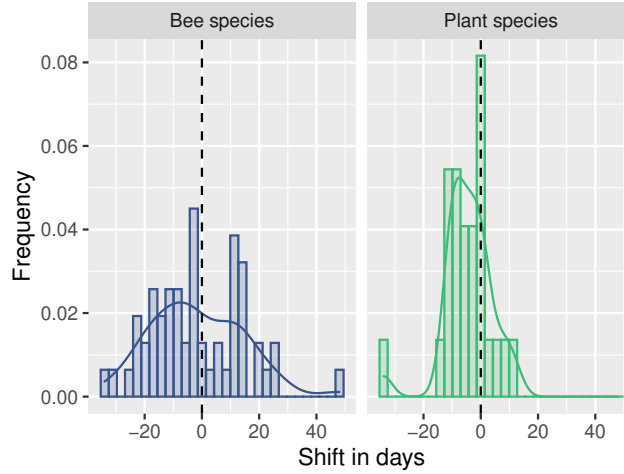 Bee species
Plant species
Frequency
0.08
0.06
0.04
0.02
0.00
−20 0 20 40
−20 0 20 40
Shift in days